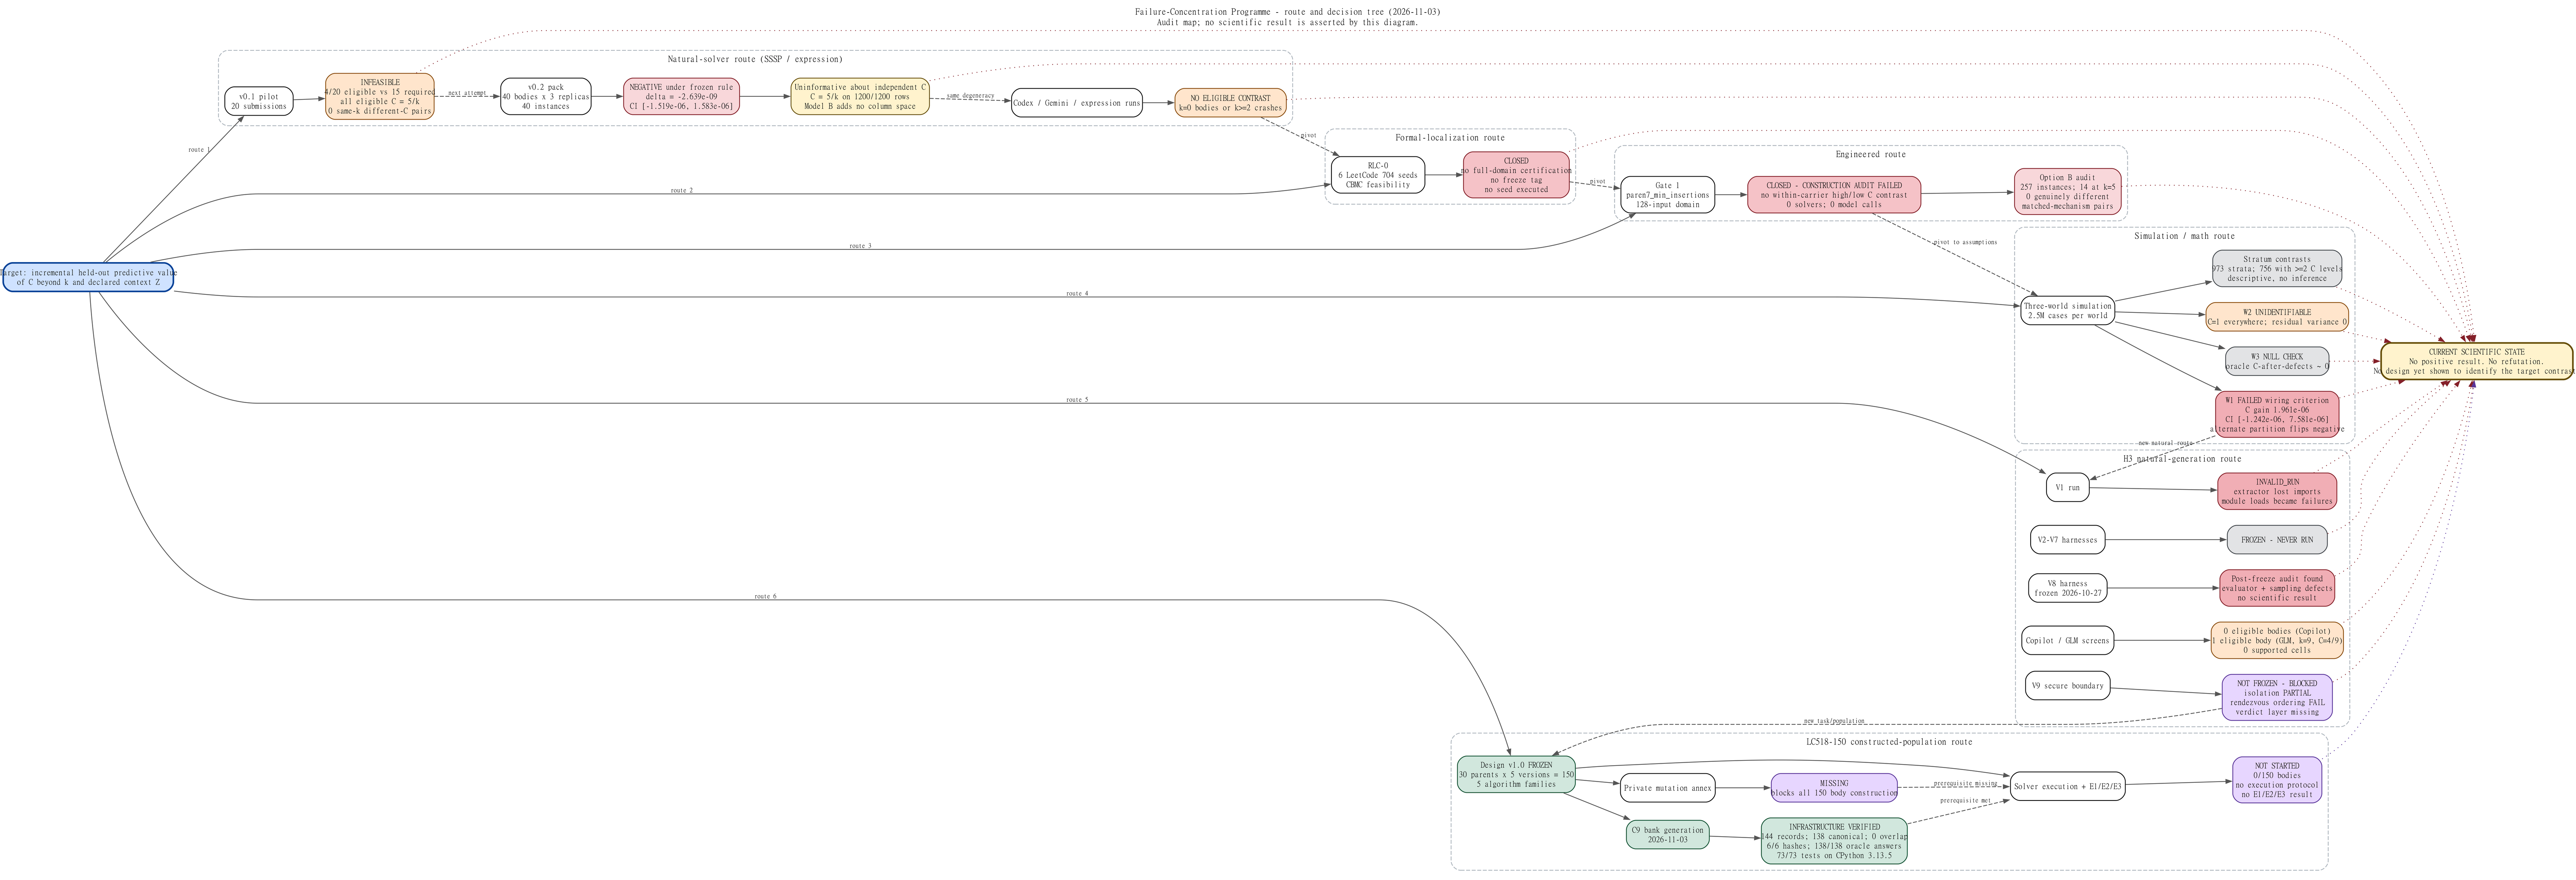 Failure-Concentration Programme - route and decision tree (2026-11-03)
Audit map; no scientific result is asserted by this diagram.
Natural-solver route (SSSP / expression)
v0.1 pilot
20 submissions
INFEASIBLE
4/20 eligible vs 15 required
all eligible C = 5/k
0 same-k different-C pairs
next attempt
v0.2 pack
40 bodies x 3 replicas
40 instances
NEGATIVE under frozen rule
delta = -2.639e-09
CI [-1.519e-06, 1.583e-06]
Uninformative about independent C
C = 5/k on 1200/1200 rows
Model B adds no column space
same degeneracy
Codex / Gemini / expression runs
NO ELIGIBLE CONTRAST
k=0 bodies or k>=2 crashes
pivot
Formal-localization route
RLC-0
6 LeetCode 704 seeds
CBMC feasibility
CLOSED
no full-domain certification
no freeze tag
no seed executed
pivot
Engineered route
Gate 1
paren7_min_insertions
128-input domain
CLOSED - CONSTRUCTION AUDIT FAILED
no within-carrier high/low C contrast
0 solvers; 0 model calls
Option B audit
257 instances; 14 at k=5
0 genuinely different
matched-mechanism pairs
pivot to assumptions
route 1
route 2
route 3
Target: incremental held-out predictive value
of C beyond k and declared context Z
route 4
route 5
route 6
Simulation / math route
Three-world simulation
2.5M cases per world
Stratum contrasts
973 strata; 756 with >=2 C levels
descriptive, no inference
W2 UNIDENTIFIABLE
C=1 everywhere; residual variance 0
W3 NULL CHECK
oracle C-after-defects ~ 0
W1 FAILED wiring criterion
C gain 1.961e-06
CI [-1.242e-06, 7.581e-06]
alternate partition flips negative
new natural route
CURRENT SCIENTIFIC STATE
No positive result. No refutation.
No design yet shown to identify the target contrast
H3 natural-generation route
V1 run
INVALID_RUN
extractor lost imports
module loads became failures
V2-V7 harnesses
FROZEN - NEVER RUN
V8 harness
frozen 2026-10-27
Post-freeze audit found
evaluator + sampling defects
no scientific result
Copilot / GLM screens
0 eligible bodies (Copilot)
1 eligible body (GLM, k=9, C=4/9)
0 supported cells
V9 secure boundary
NOT FROZEN - BLOCKED
isolation PARTIAL
rendezvous ordering FAIL
verdict layer missing
new task/population
LC518-150 constructed-population route
Design v1.0 FROZEN
30 parents x 5 versions = 150
5 algorithm families
Private mutation annex
MISSING
blocks all 150 body construction
prerequisite missing
prerequisite met
Solver execution + E1/E2/E3
NOT STARTED
0/150 bodies
no execution protocol
no E1/E2/E3 result
C9 bank generation
2026-11-03
INFRASTRUCTURE VERIFIED
144 records; 138 canonical; 0 overlap
6/6 hashes; 138/138 oracle answers
73/73 tests on CPython 3.13.5